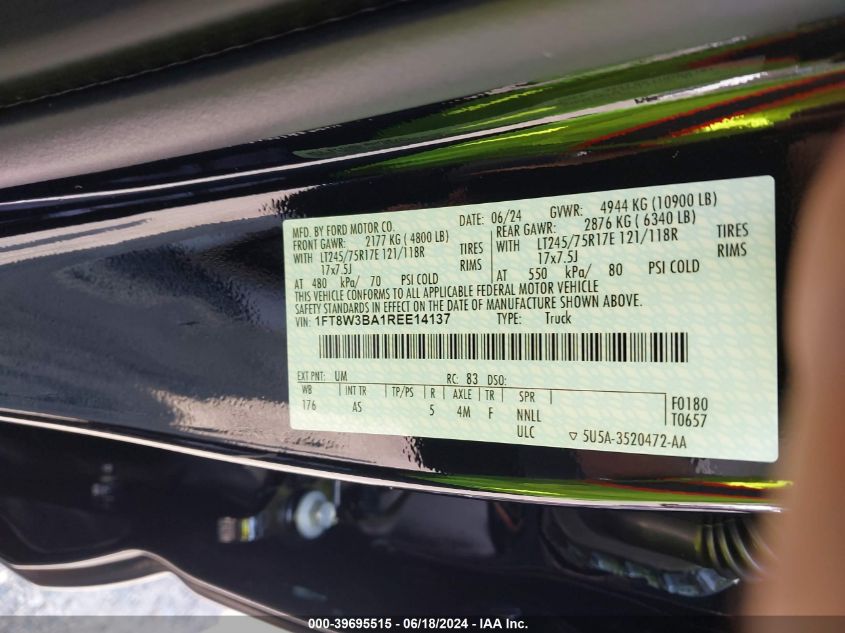 MFD. BY FORD MOTOR CO. DATE: 06/24 GVWR: 4944 KG (10900 LB)
FRONT GAWR: 2177 KG ( 4800 LB) REAR GAWR: 2876 KG ( 6340 LB)
WITH LT245/75R17E 121/118R TIRES WITH LT245/75R17E 121/118R TIRES
17x7.5J RIMS 17x7.5J RIMS
AT 480 kPa/ 70 PSI COLD AT 550 kPa/ 80 PSI COLD
THIS VEHICLE CONFORMS TO ALL APPLICABLE FEDERAL MOTOR VEHICLE
SAFETY STANDARDS IN EFFECT ON THE DATE OF MANUFACTURE SHOWN ABOVE.
VIN: 1FT8W3BA1REE14137 TYPE: Truck
EXT PNT: UM RC: 83 DSO:
WB INT TR TP/PS R AXLE TR SPR
176 AS 5 4M F NNLL F0180
ULC T0657
5U5A-3520472-AA
000-39695515 - 06/18/2024 - IAA Inc.